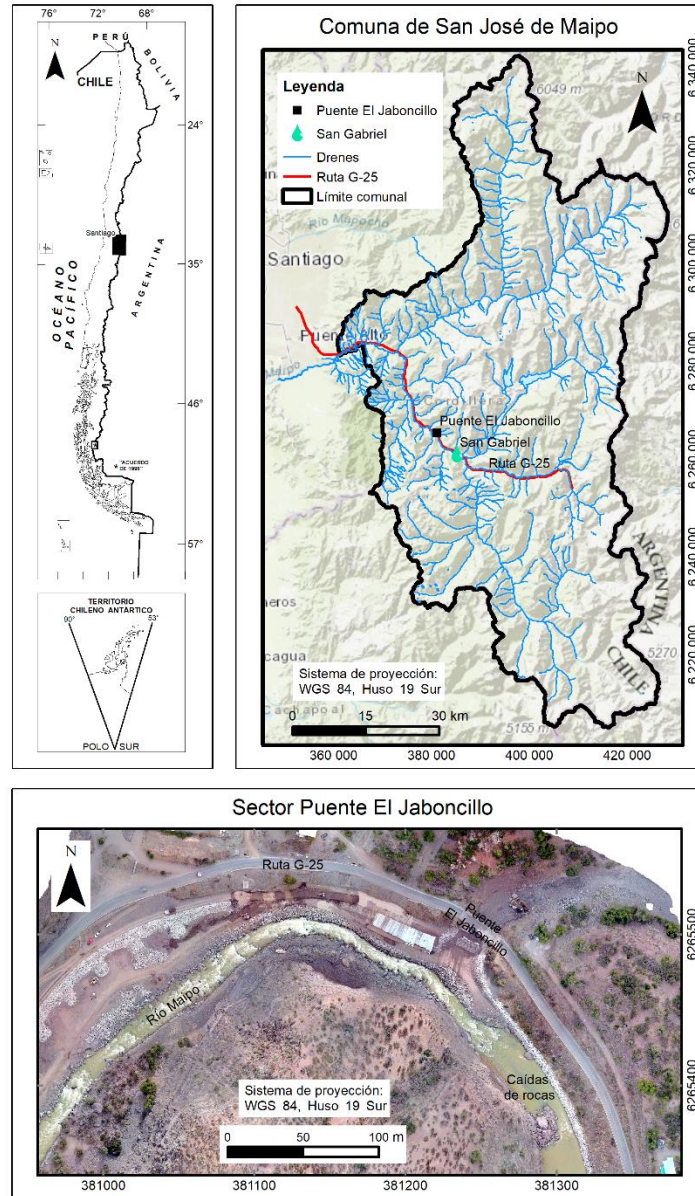 76°
72°
68°
N
PERÚ
BOLIVIA
CHILE
24°
Santiago
35°
OCÉANO
PACÍFICO
ARGENTINA
46°
"ACUERDO
DE 1998"
57°
TERRITORIO
CHILENO ANTÁRTICO
90°
53°
POLO SUR
Comuna de San José de Maipo
Leyenda
Puente El Jaboncillo
San Gabriel
Drenes
Ruta G-25
Límite comunal
N
6049 m
Río Mapocho
Santiago
Puente Alto
Maipo
Cordillera
Puente El Jaboncillo
San Gabriel
Ruta G-25
ARGENTINA
CHILE
5270
5155 m
Cachapoal
Sistema de proyección:
WGS 84, Huso 19 Sur
0 15 30 km
360 000
380 000
400 000
420 000
6 340 000
6 320 000
6 300 000
6 280 000
6 260 000
6 240 000
6 220 000
Sector Puente El Jaboncillo
N
Ruta G-25
Puente
El Jaboncillo
Río Maipo
Caídas
de rocas
Sistema de proyección:
WGS 84, Huso 19 Sur
0 50 100 m
6265500
6265400
381000
381100
381200
381300